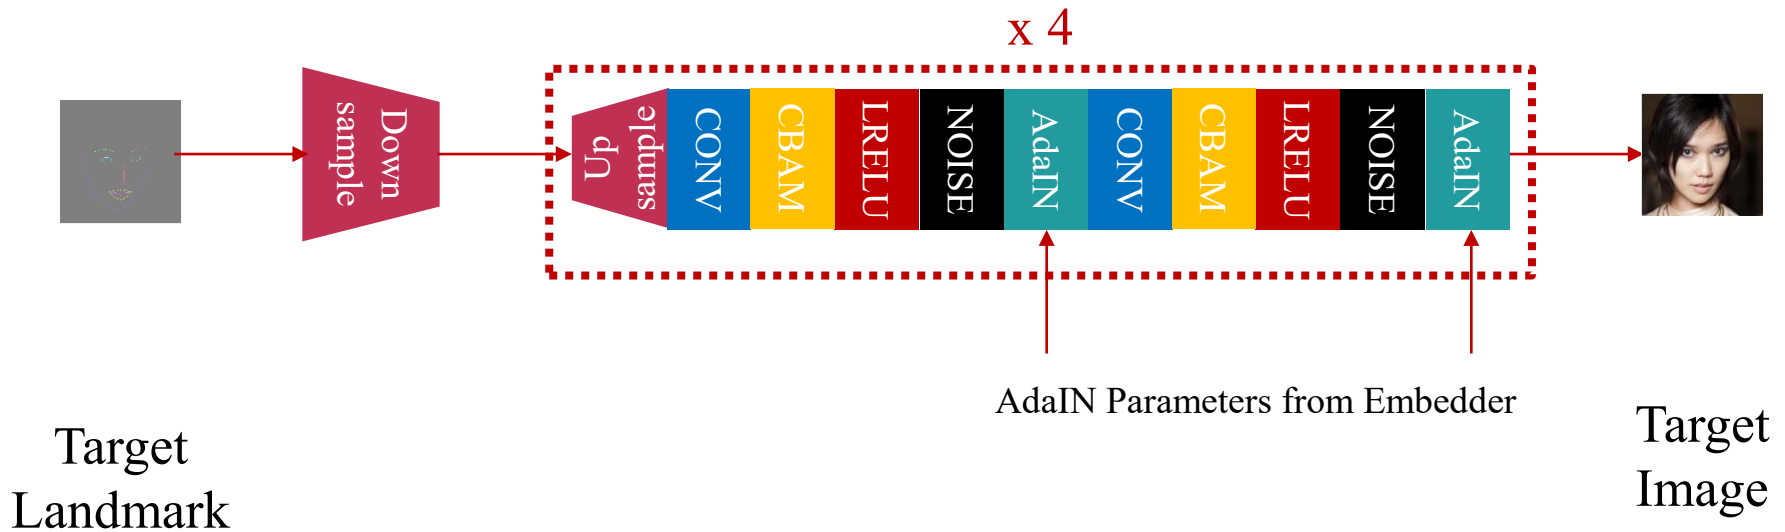 x 4
Down
sample
Up
sample
CONV
CBAM
LRELU
NOISE
AdaIN
CONV
CBAM
LRELU
NOISE
AdaIN
AdaIN Parameters from Embedder
Target
Landmark
Target
Image